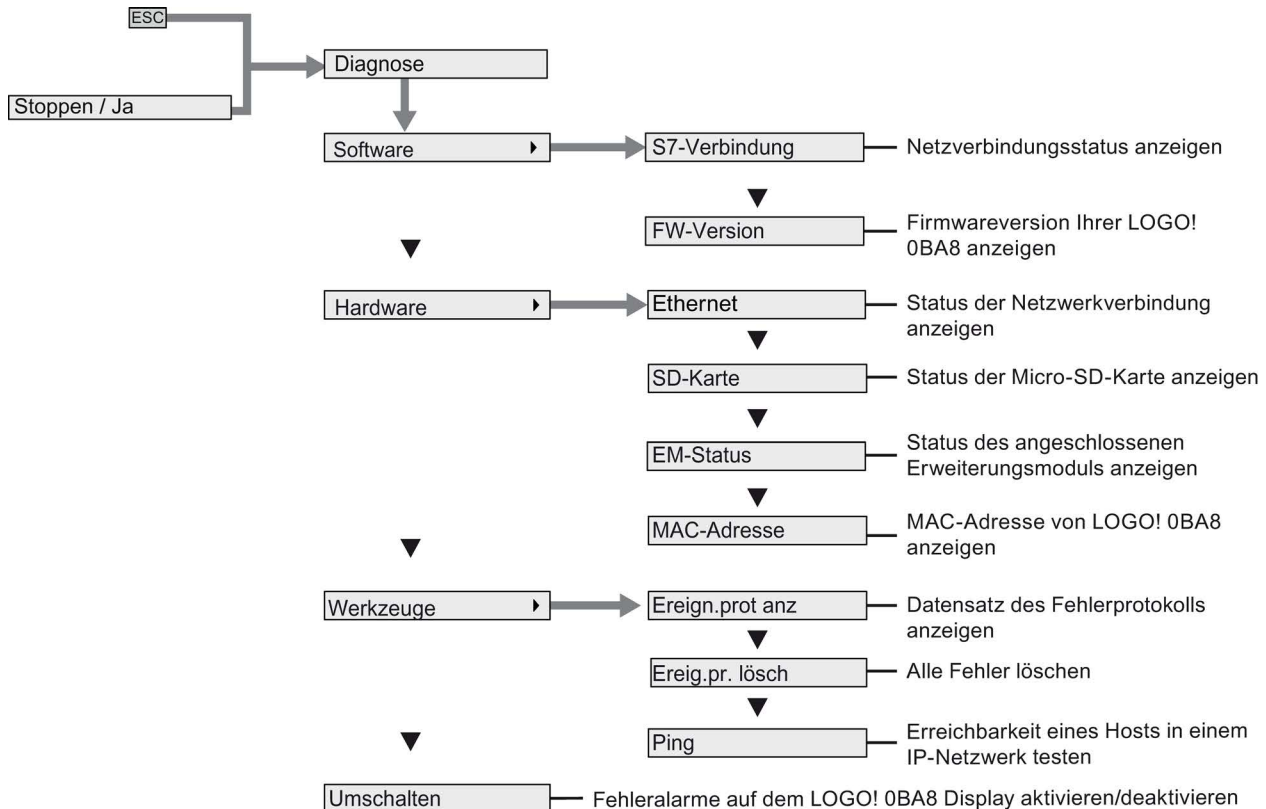 ESC
Diagnose
Stoppen / Ja
Software
S7-Verbindung
Netzverbindungsstatus anzeigen
FW-Version
Firmwareversion Ihrer LOGO!
0BA8 anzeigen
Hardware
Ethernet
Status der Netzwerkverbindung
anzeigen
SD-Karte
Status der Micro-SD-Karte anzeigen
EM-Status
Status des angeschlossenen
Erweiterungsmoduls anzeigen
MAC-Adresse
MAC-Adresse von LOGO! 0BA8
anzeigen
Werkzeuge
Ereign.prot anz
Datensatz des Fehlerprotokolls
anzeigen
Ereig.pr. lösch
Alle Fehler löschen
Ping
Erreichbarkeit eines Hosts in einem
IP-Netzwerk testen
Umschalten
Fehleralarme auf dem LOGO! 0BA8 Display aktivieren/deaktivieren